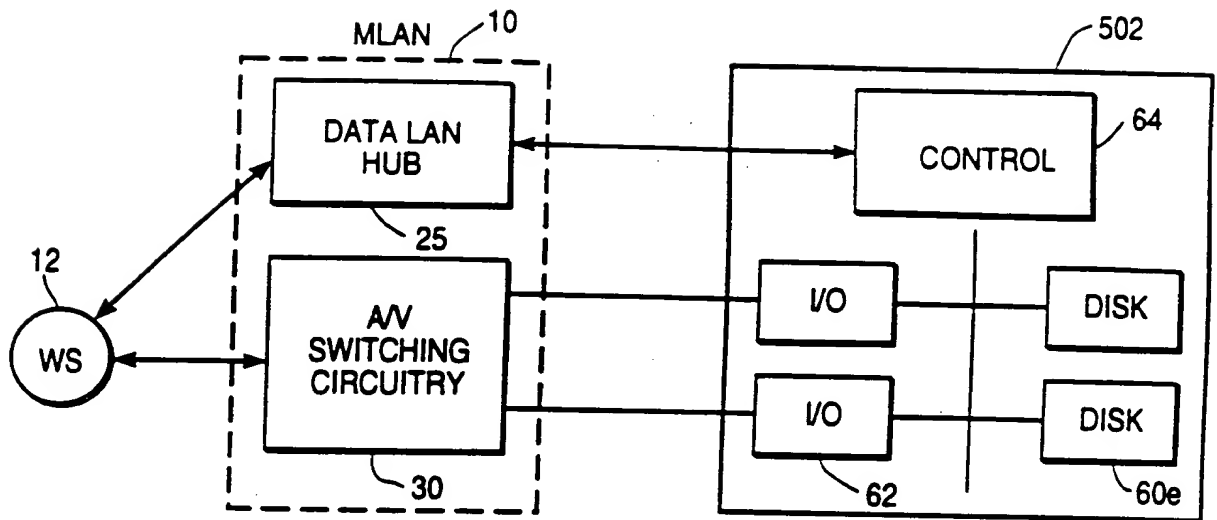 MLAN
10
502
DATA LAN
HUB
25
CONTROL
64
12
WS
A/V
SWITCHING
CIRCUITRY
30
I/O
DISK
I/O
62
DISK
60e